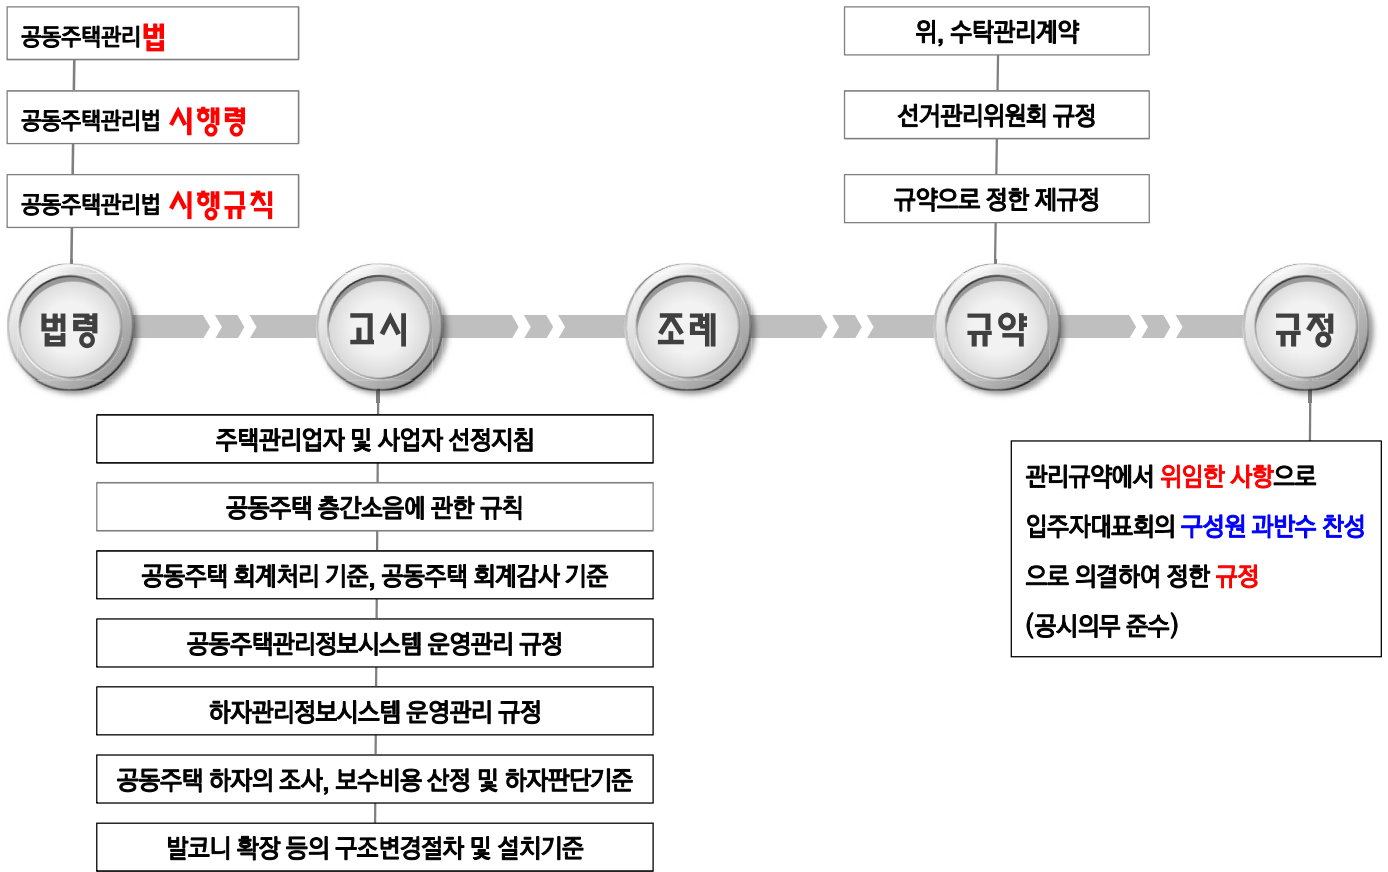 공동주택관리법
공동주택관리법 시행령
공동주택관리법 시행규칙
위, 수탁관리계약
선거관리위원회 규정
규약으로 정한 제규정
법령
고시
조례
규약
규정
주택관리업자 및 사업자 선정지침
공동주택 층간소음에 관한 규칙
공동주택 회계처리 기준, 공동주택 회계감사 기준
공동주택관리정보시스템 운영관리 규정
하자관리정보시스템 운영관리 규정
공동주택 하자의 조사, 보수비용 산정 및 하자판단기준
발코니 확장 등의 구조변경절차 및 설치기준
관리규약에서 위임한 사항으로
입주자대표회의 구성원 과반수 찬성
으로 의결하여 정한 규정
(공시의무 준수)